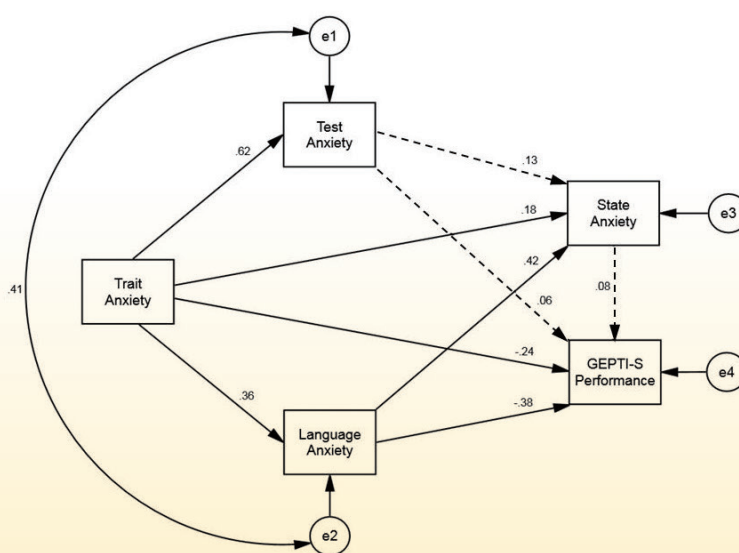 e1
Test
Anxiety
.62
.13
State
Anxiety
e3
.18
.42
Trait
Anxiety
.41
.06
.08
-.24
GEPTI-S
Performance
e4
.36
-.38
Language
Anxiety
e2